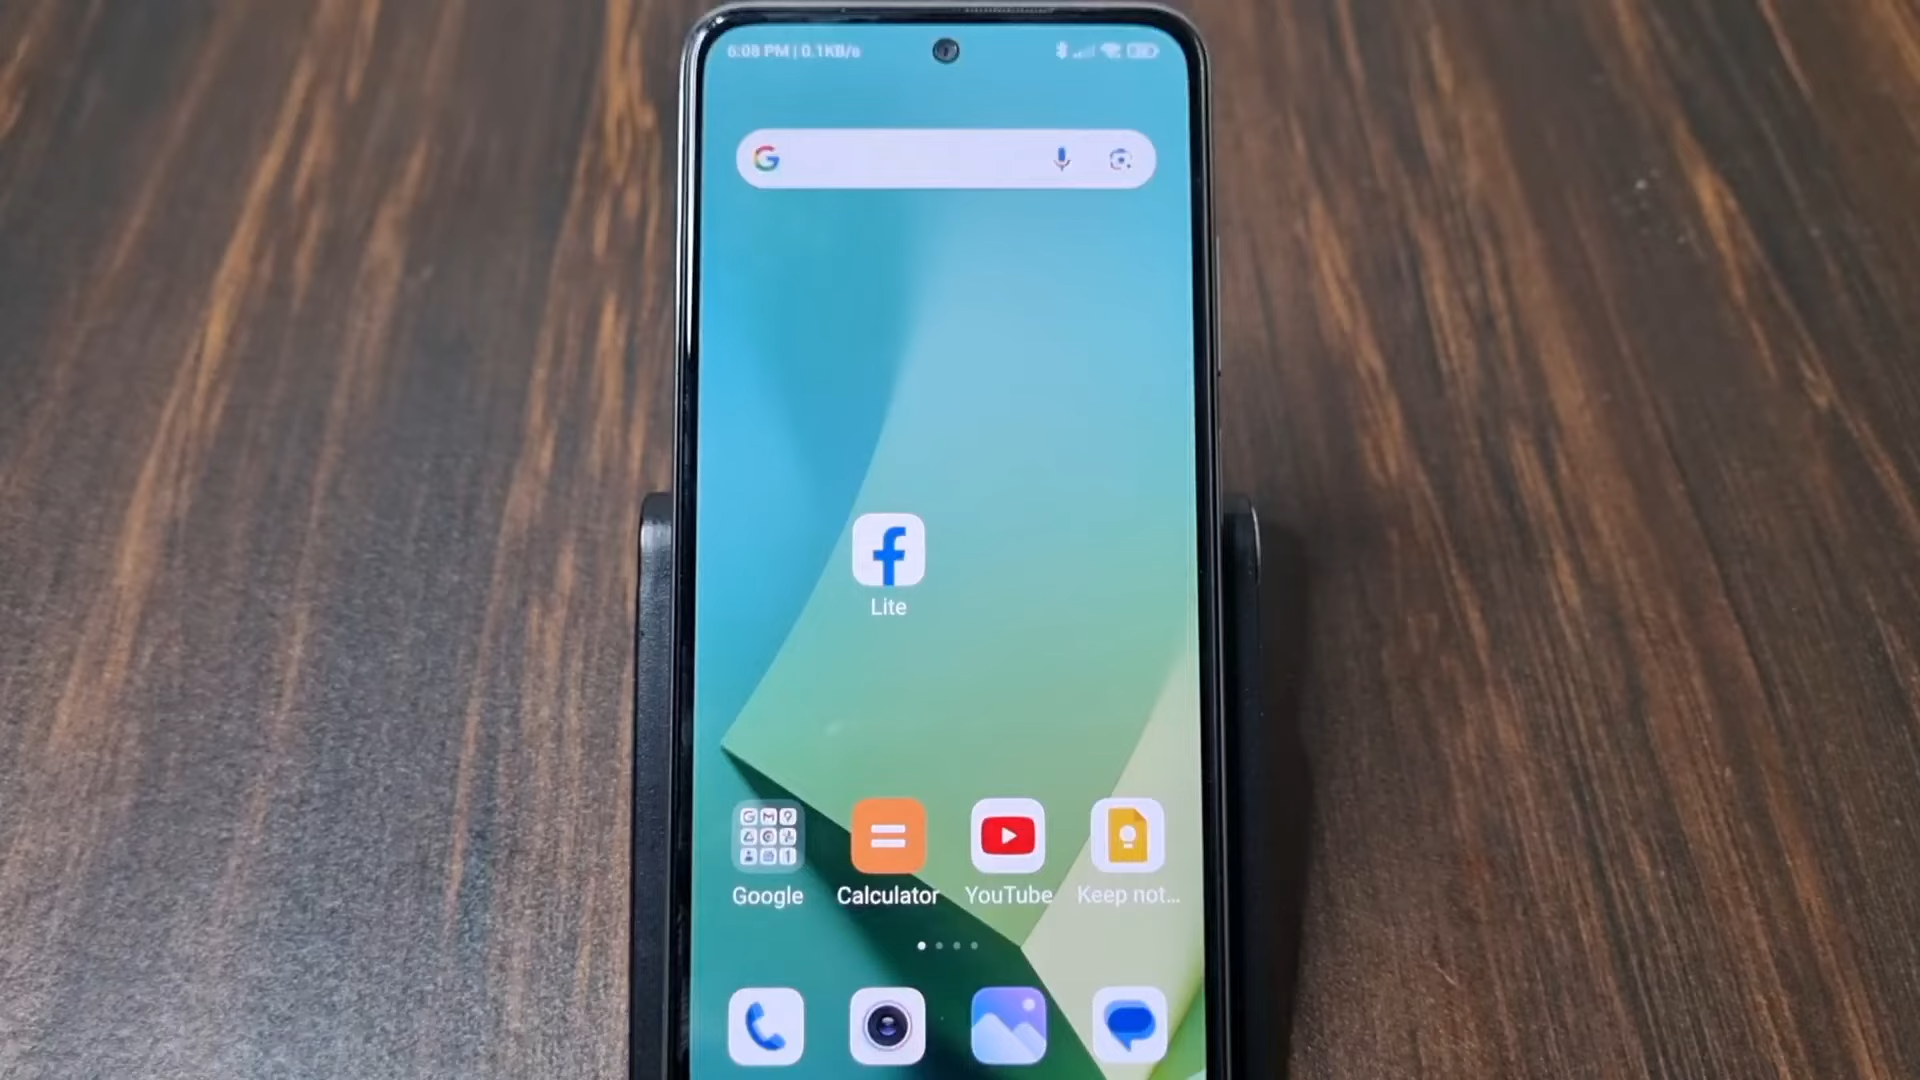 6:08 PM | 0.1KB/s
Lite
Google
Calculator
YouTube
Keep not...